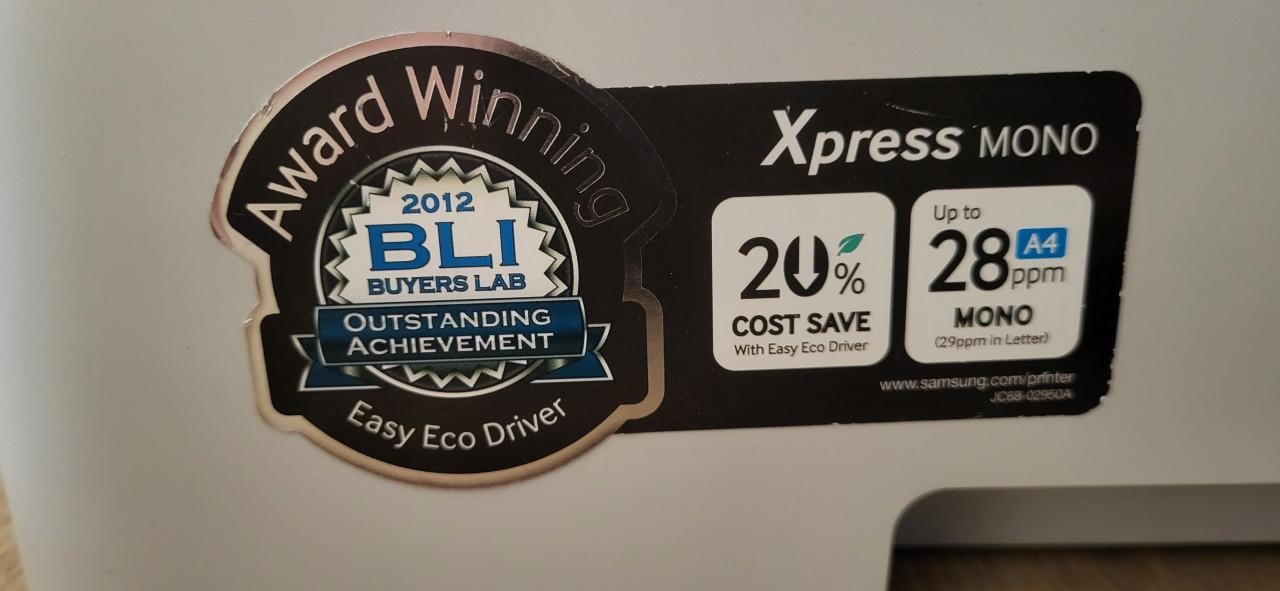 Award Winning
2012
BLI
BUYERS LAB
OUTSTANDING
ACHIEVEMENT
Easy Eco Driver
Xpress MONO
20%
COST SAVE
With Easy Eco Driver
Up to
28 A4
ppm
MONO
(29ppm in Letter)
www.samsung.com/printer
JC68-02950A